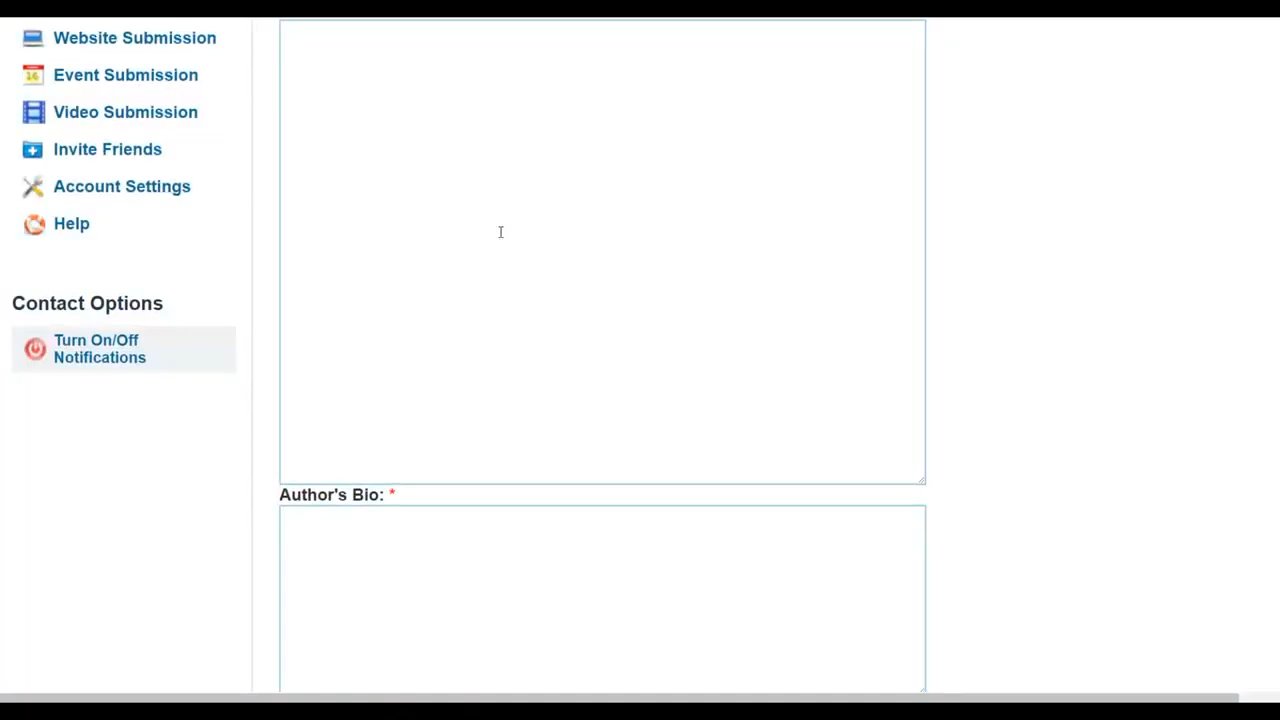 Website Submission
Event Submission
Video Submission
Invite Friends
Account Settings
Help
Contact Options
Turn On/Off
Notifications
Author's Bio: *